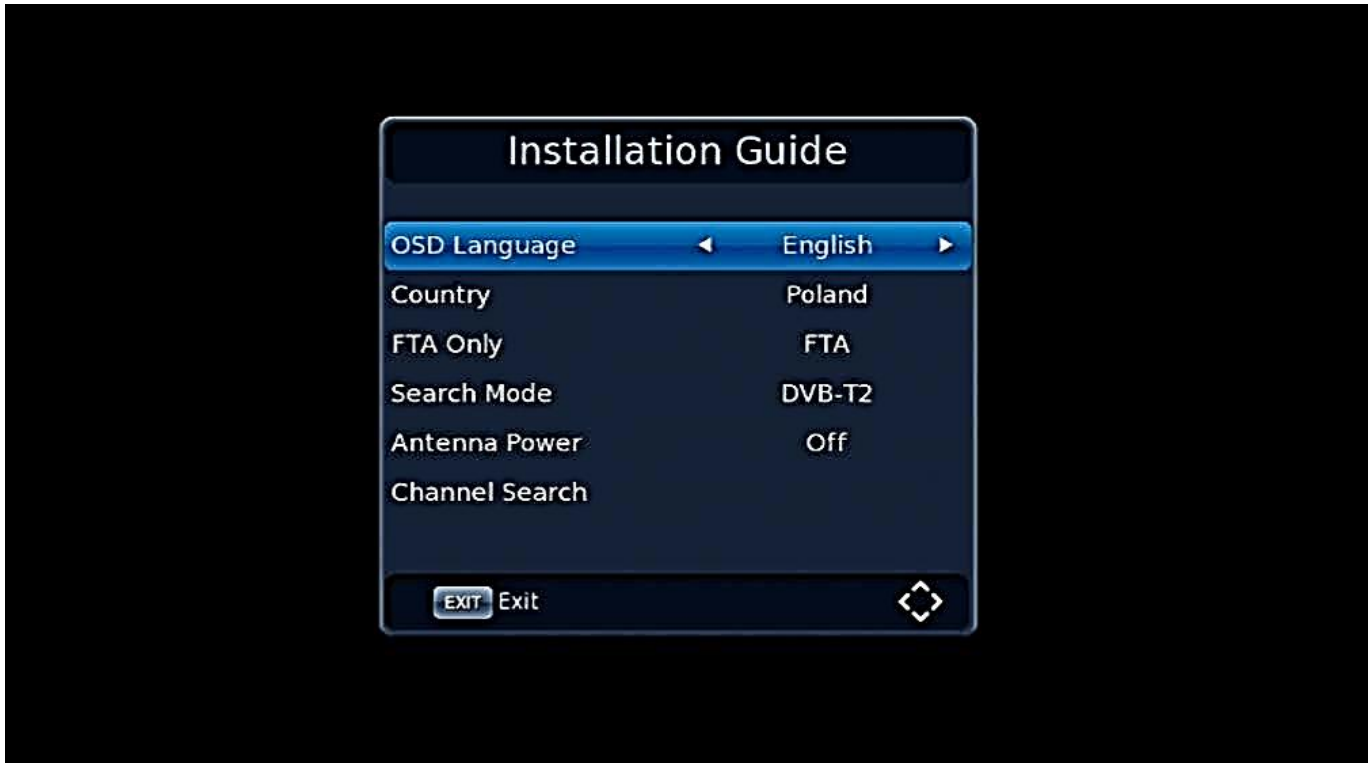 Installation Guide
OSD Language English
Country Poland
FTA Only FTA
Search Mode DVB-T2
Antenna Power Off
Channel Search
EXIT Exit